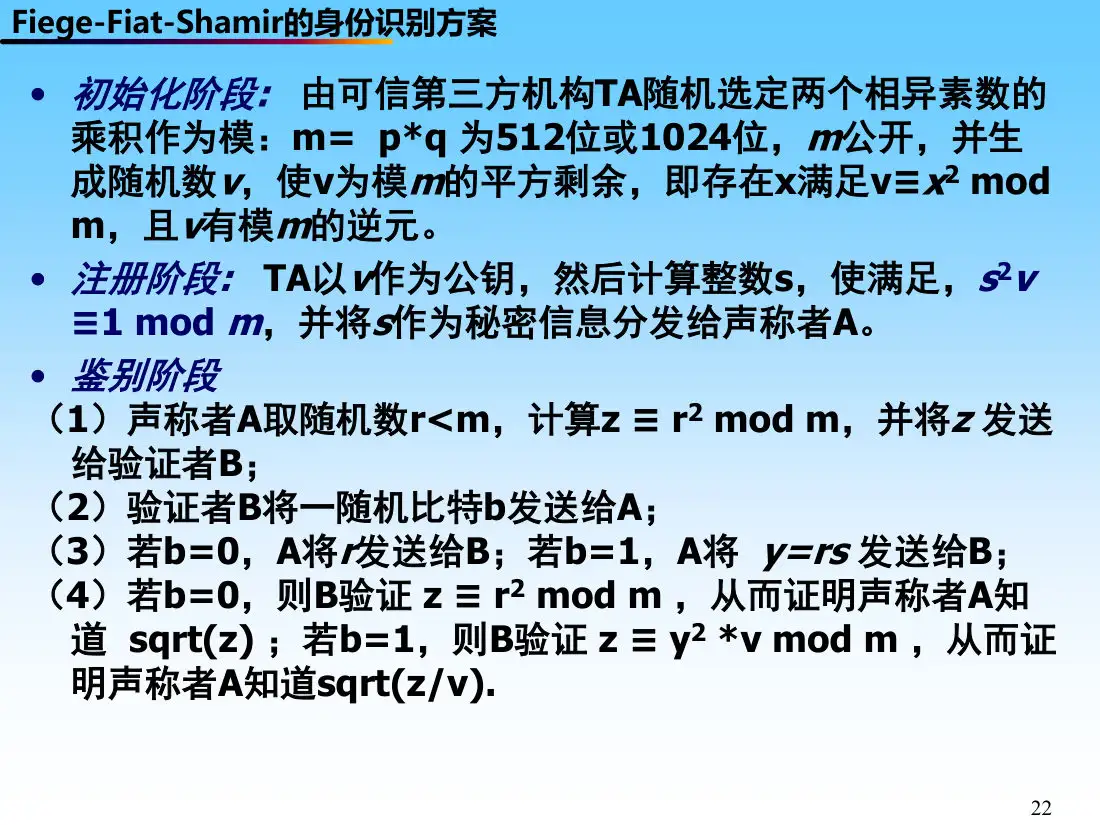 Fiege-Fiat-Shamir的身份识别方案
• 初始化阶段: 由可信第三方机构TA随机选定两个相异素数的
乘积作为模：m= p*q 为512位或1024位，m公开，并生
成随机数v，使v为模m的平方剩余，即存在x满足v≡x² mod
m，且v有模m的逆元。
• 注册阶段: TA以v作为公钥，然后计算整数s，使满足，s²v
≡1 mod m，并将s作为秘密信息分发给声称者A。
• 鉴别阶段
（1）声称者A取随机数r<m，计算z ≡ r² mod m，并将z 发送
给验证者B；
（2）验证者B将一随机比特b发送给A；
（3）若b=0，A将r发送给B；若b=1，A将 y=rs 发送给B；
（4）若b=0，则B验证 z ≡ r² mod m ，从而证明声称者A知
道 sqrt(z) ；若b=1，则B验证 z ≡ y² *v mod m ，从而证
明声称者A知道sqrt(z/v).
22